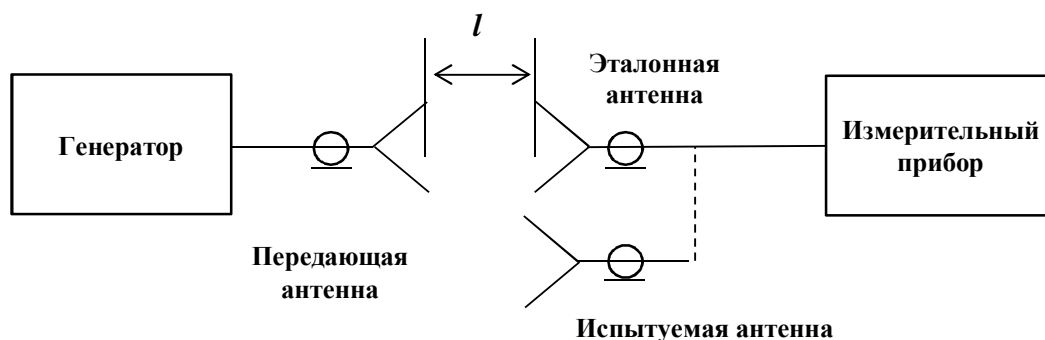 l
Эталонная
антенна
Генератор
Измерительный
прибор
Передающая
антенна
Испытуемая антенна